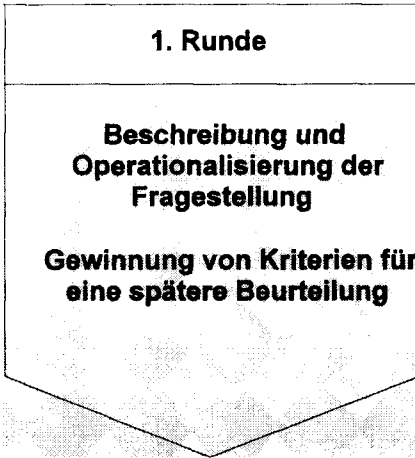 1. Runde
Beschreibung und
Operationalisierung der
Fragestellung
Gewinnung von Kriterien für
eine spätere Beurteilung